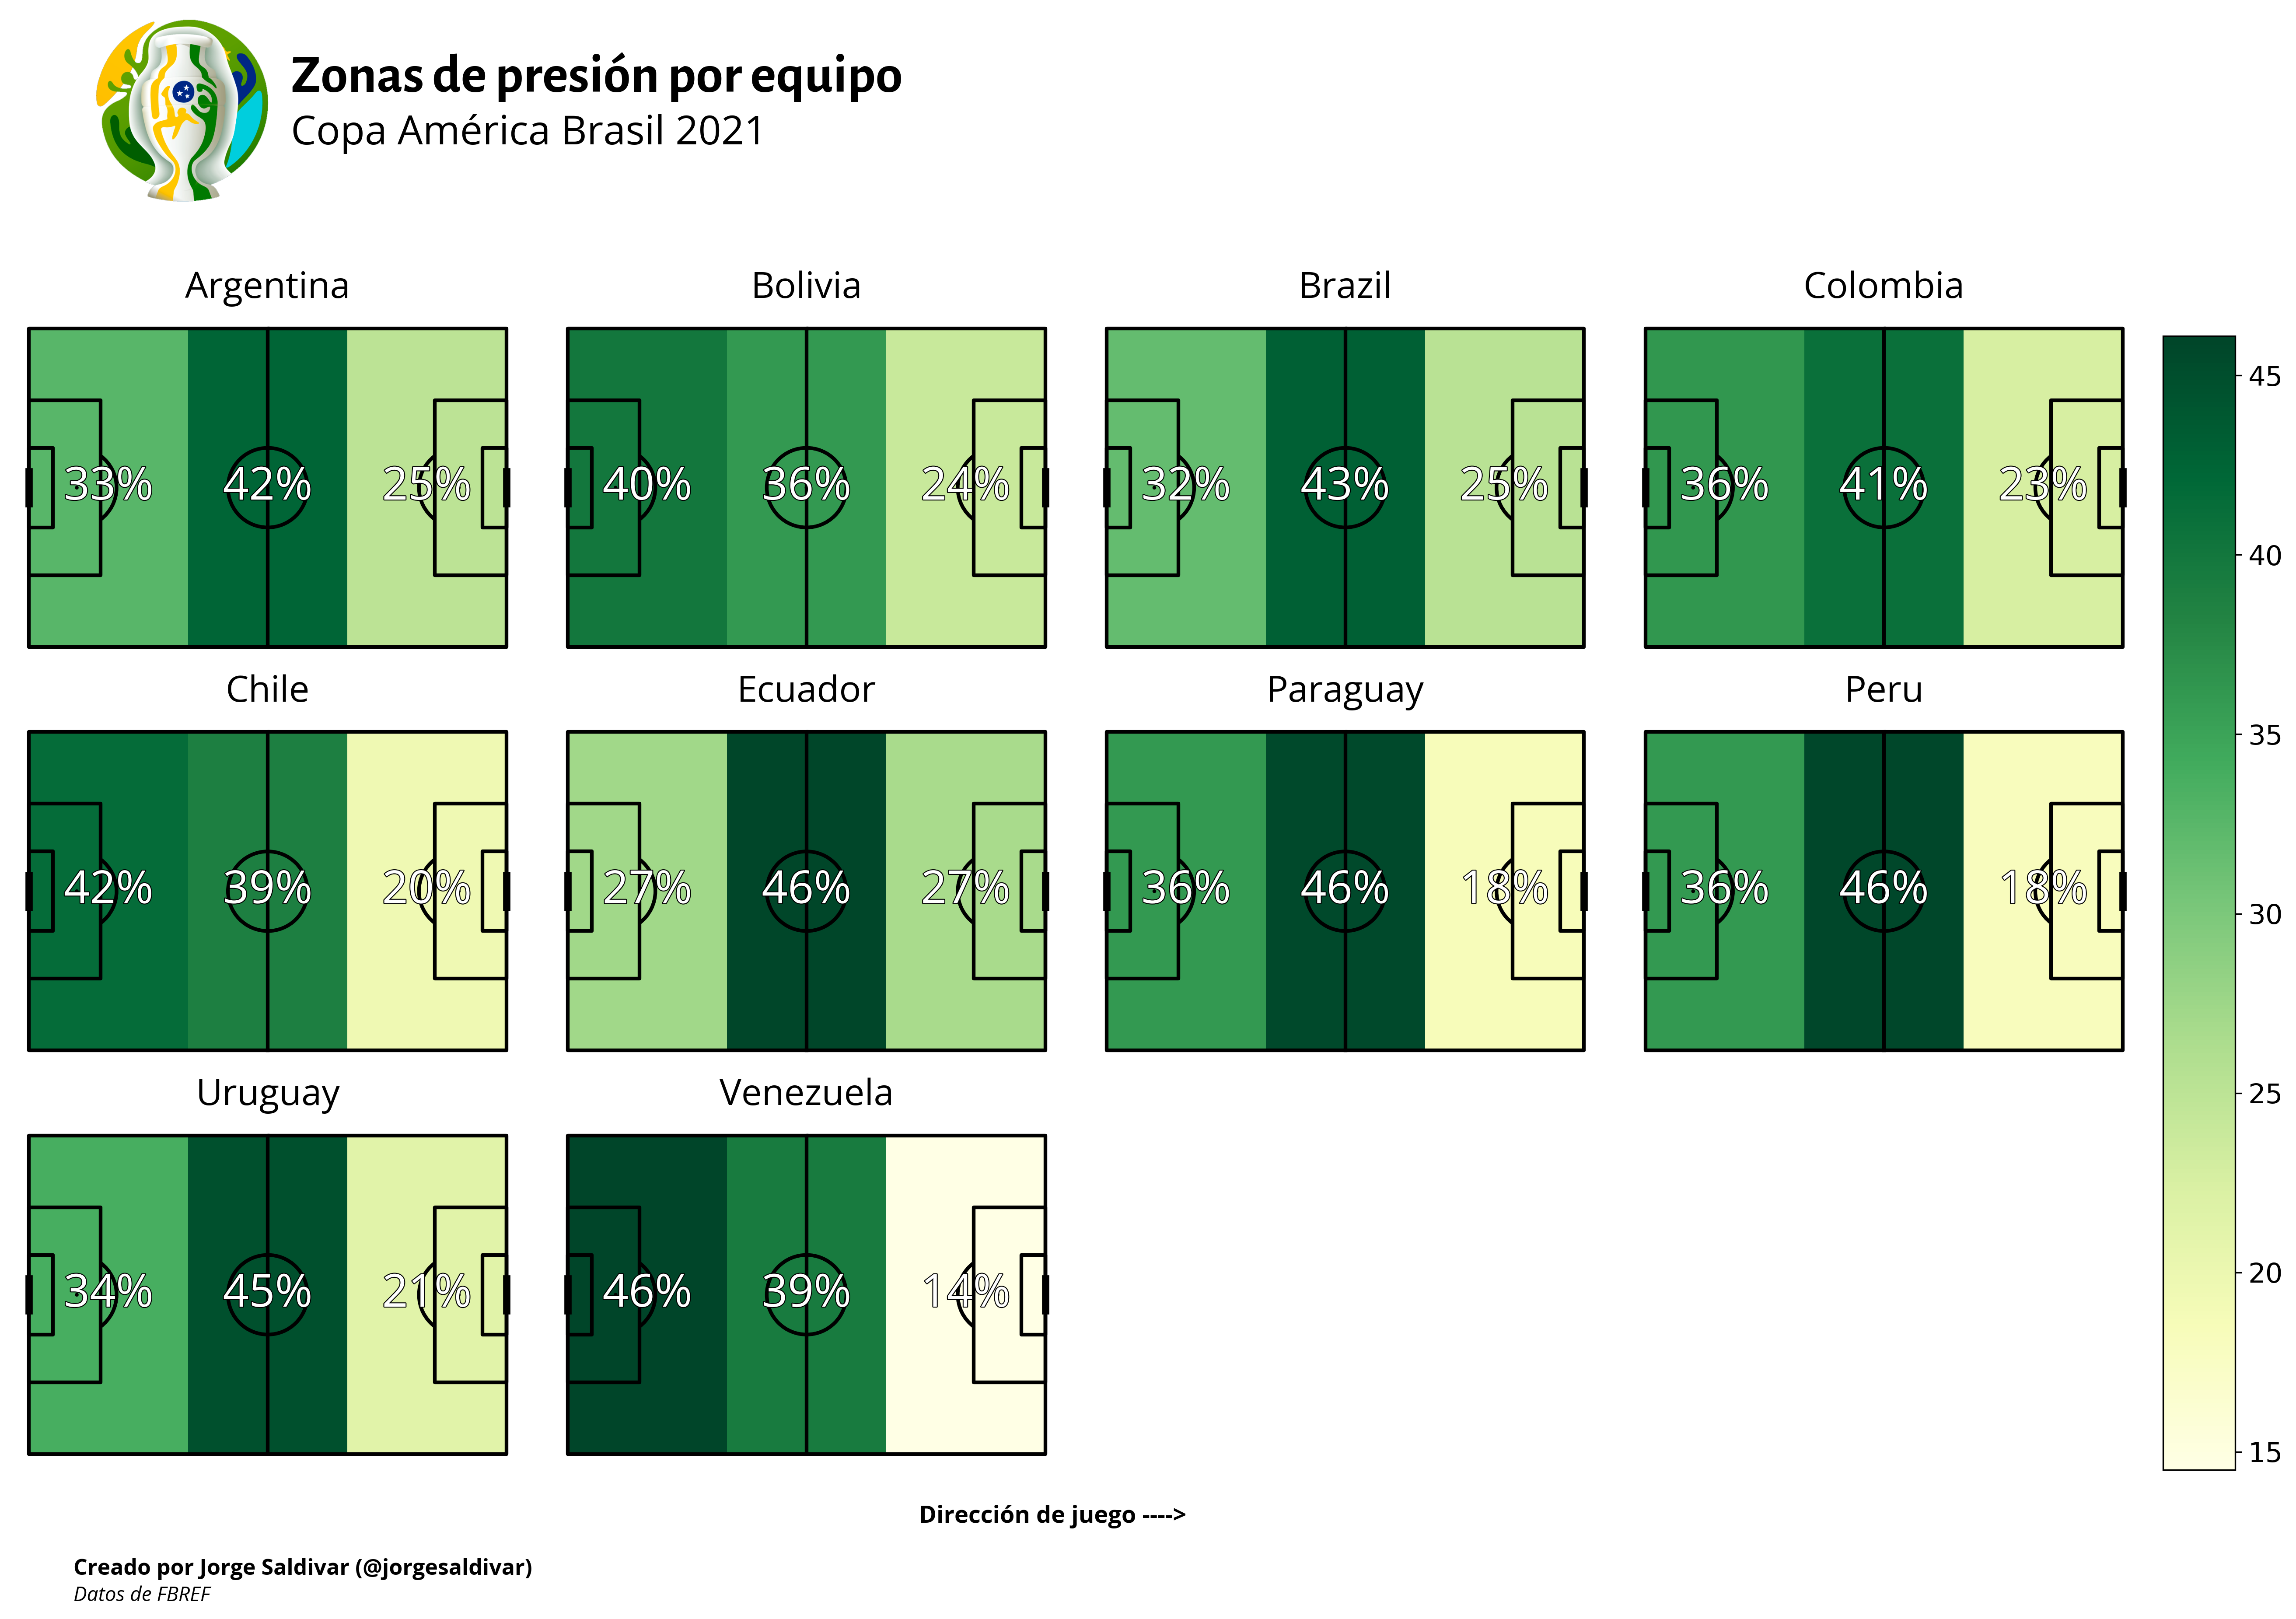 Zonas de presión por equipo
Copa América Brasil 2021
Argentina
Bolivia
Brazil
Colombia
33% 42% 25%
40% 36% 24%
32% 43% 25%
36% 41% 23%
Chile
Ecuador
Paraguay
Peru
42% 39% 20%
27% 46% 27%
36% 46% 18%
36% 46% 18%
Uruguay
Venezuela
34% 45% 21%
46% 39% 14%
45
40
35
30
25
20
15
Dirección de juego ---->
Creado por Jorge Saldivar (@jorgesaldivar)
Datos de FBREF